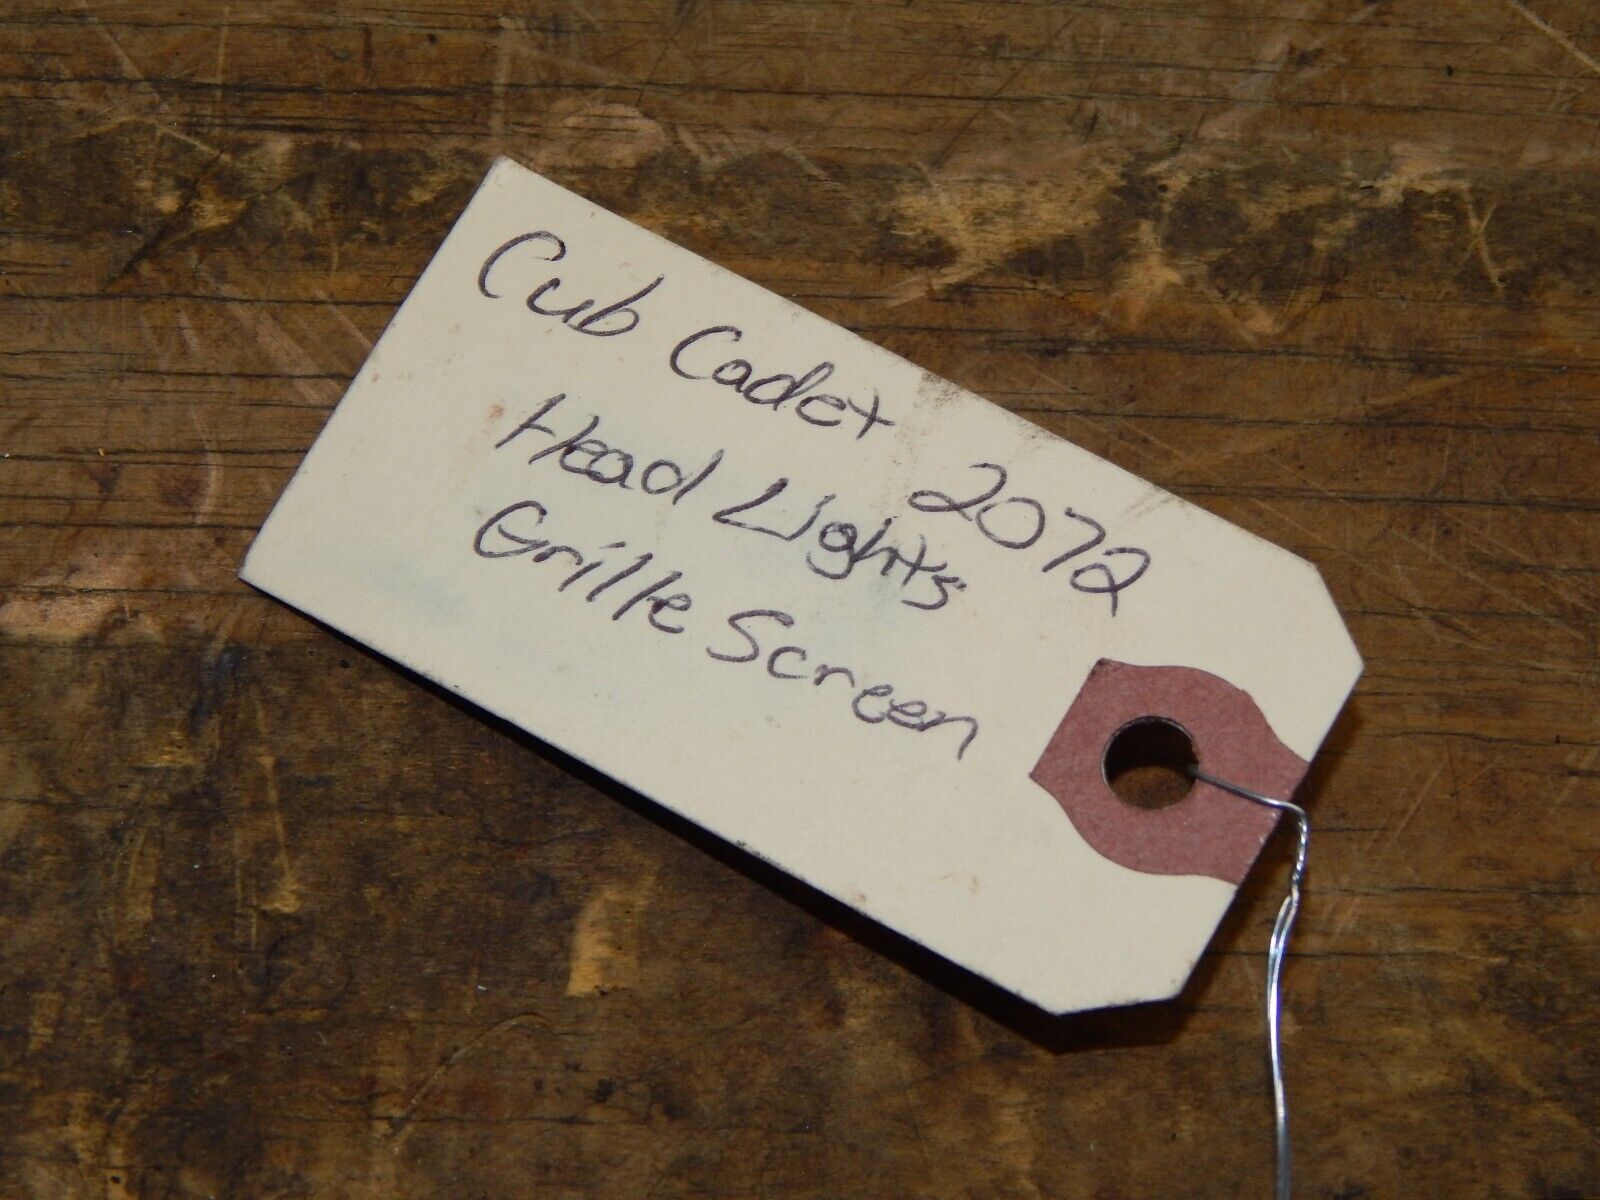 Cub Cadet 2072
Head Lights
Grille Screen